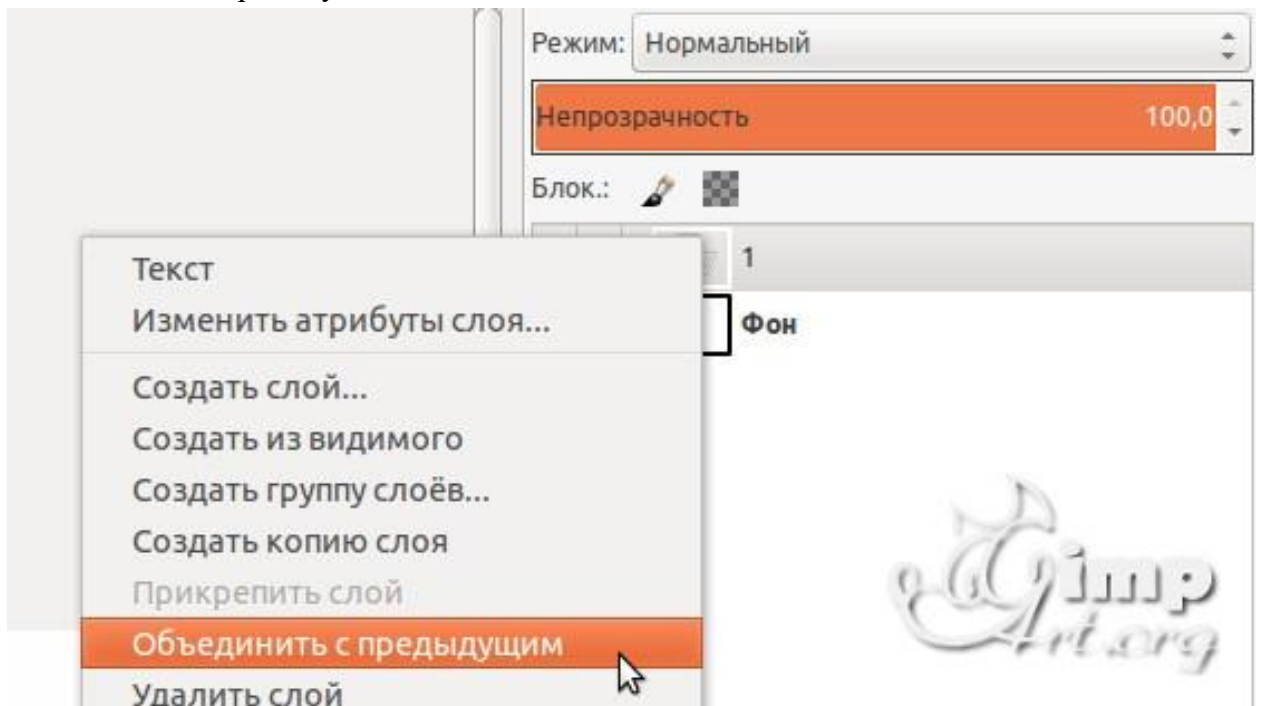 Режим: Нормальный
Непрозрачность 100,0
Блок.:
1
Фон
Текст
Изменить атрибуты слоя...
Создать слой...
Создать из видимого
Создать группу слоёв...
Создать копию слоя
Прикрепить слой
Объединить с предыдущим
Удалить слой
Gimp
Art.org